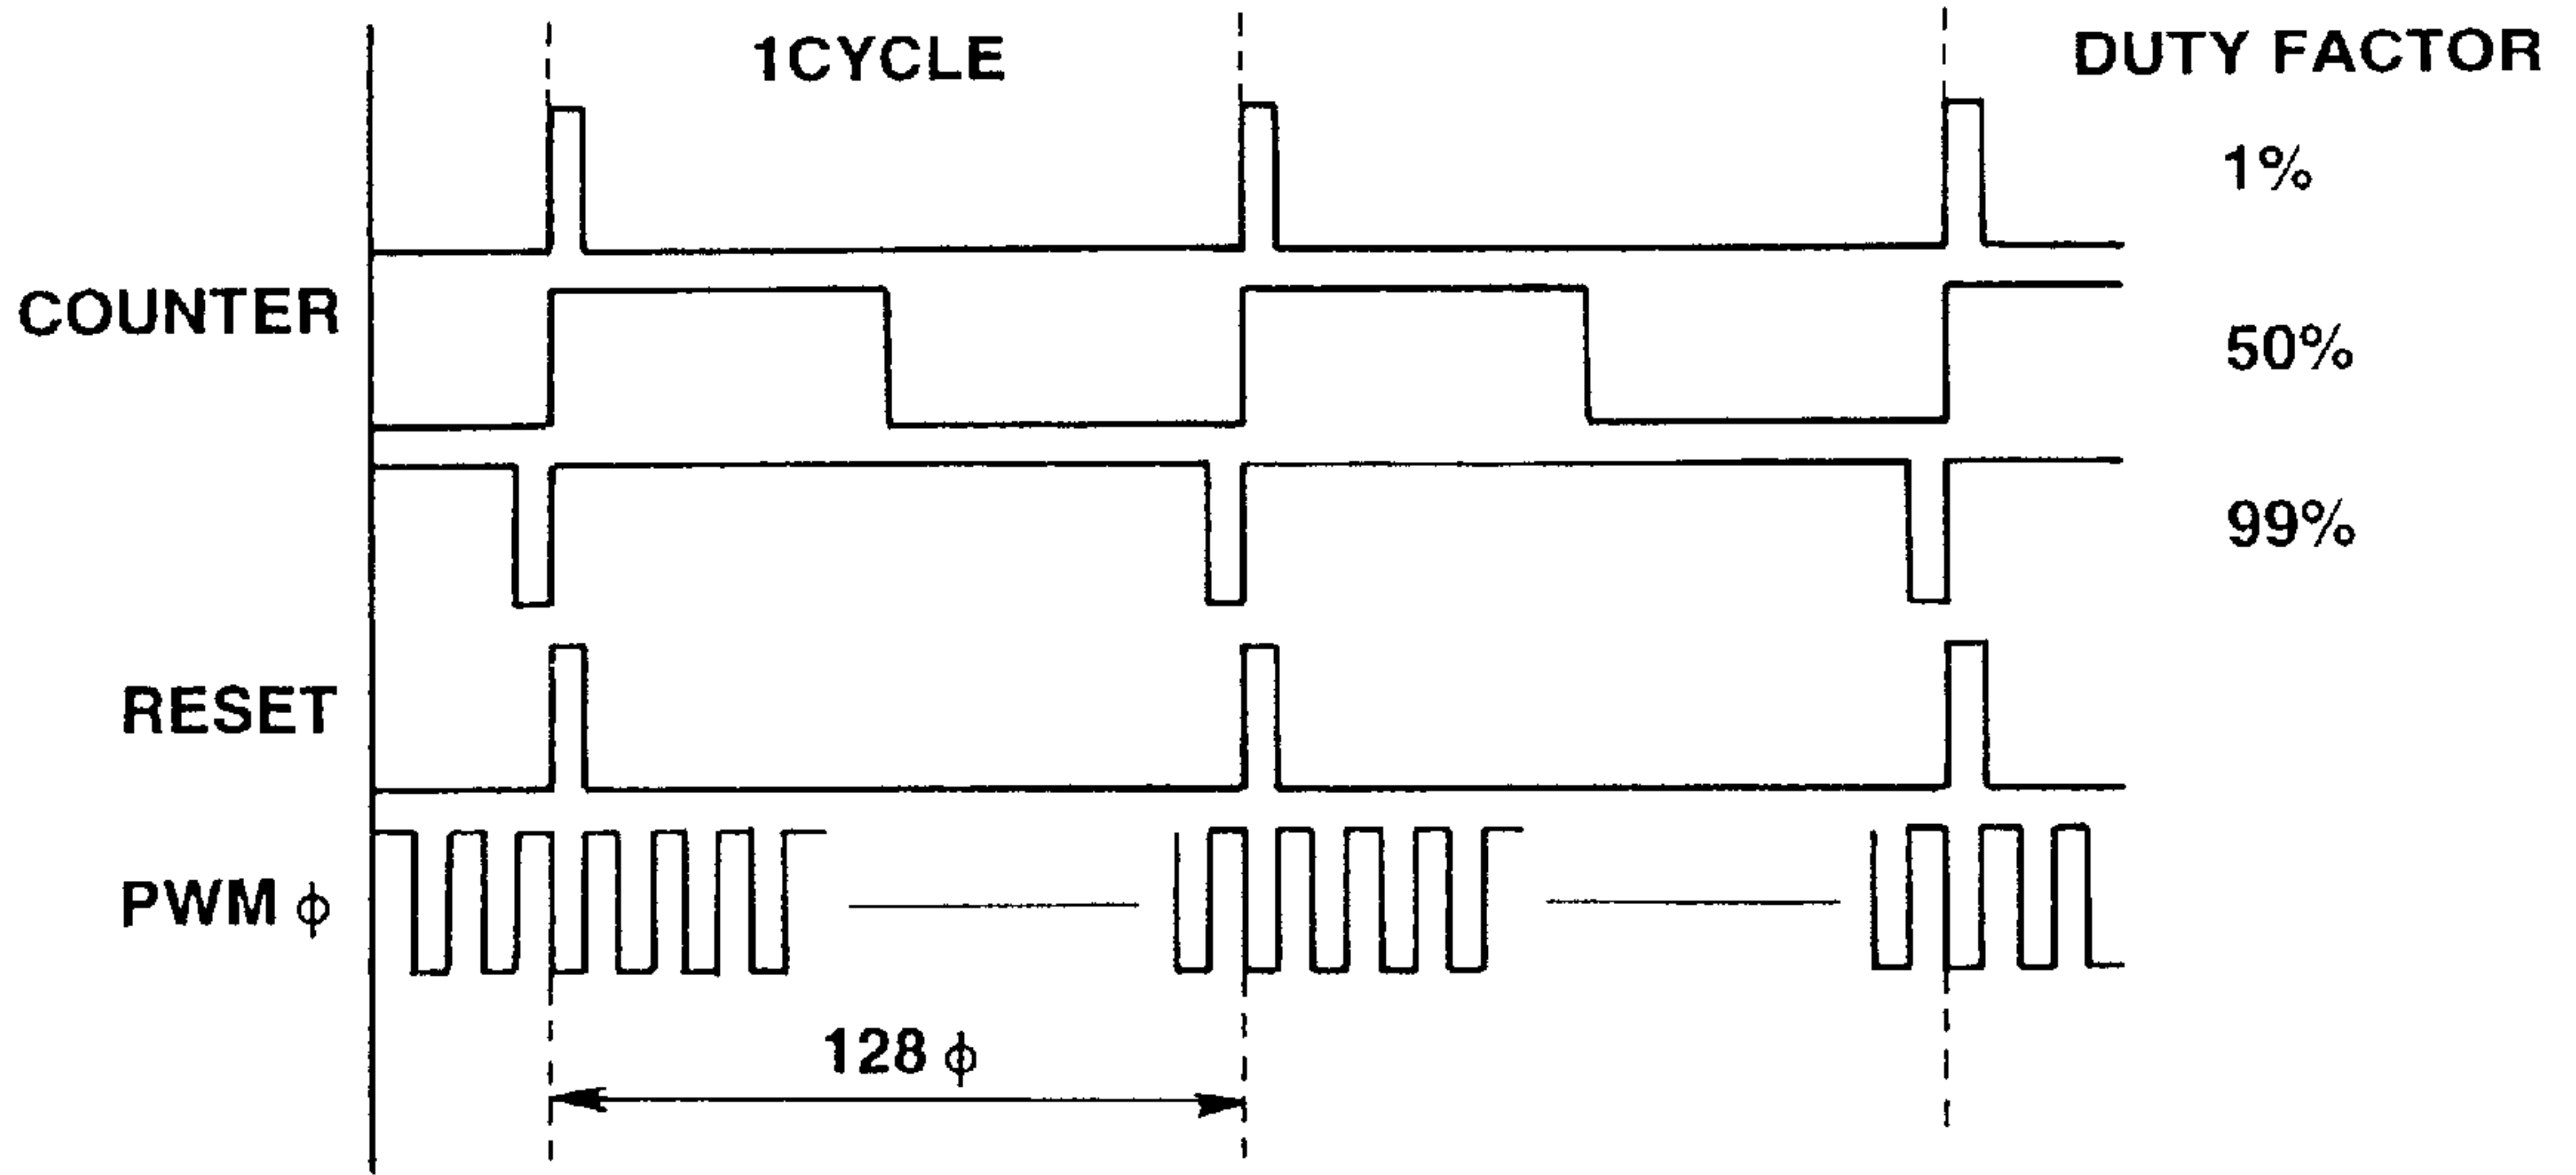 1CYCLE
DUTY FACTOR
1%
COUNTER
50%
99%
RESET
PWM ϕ
128 ϕ